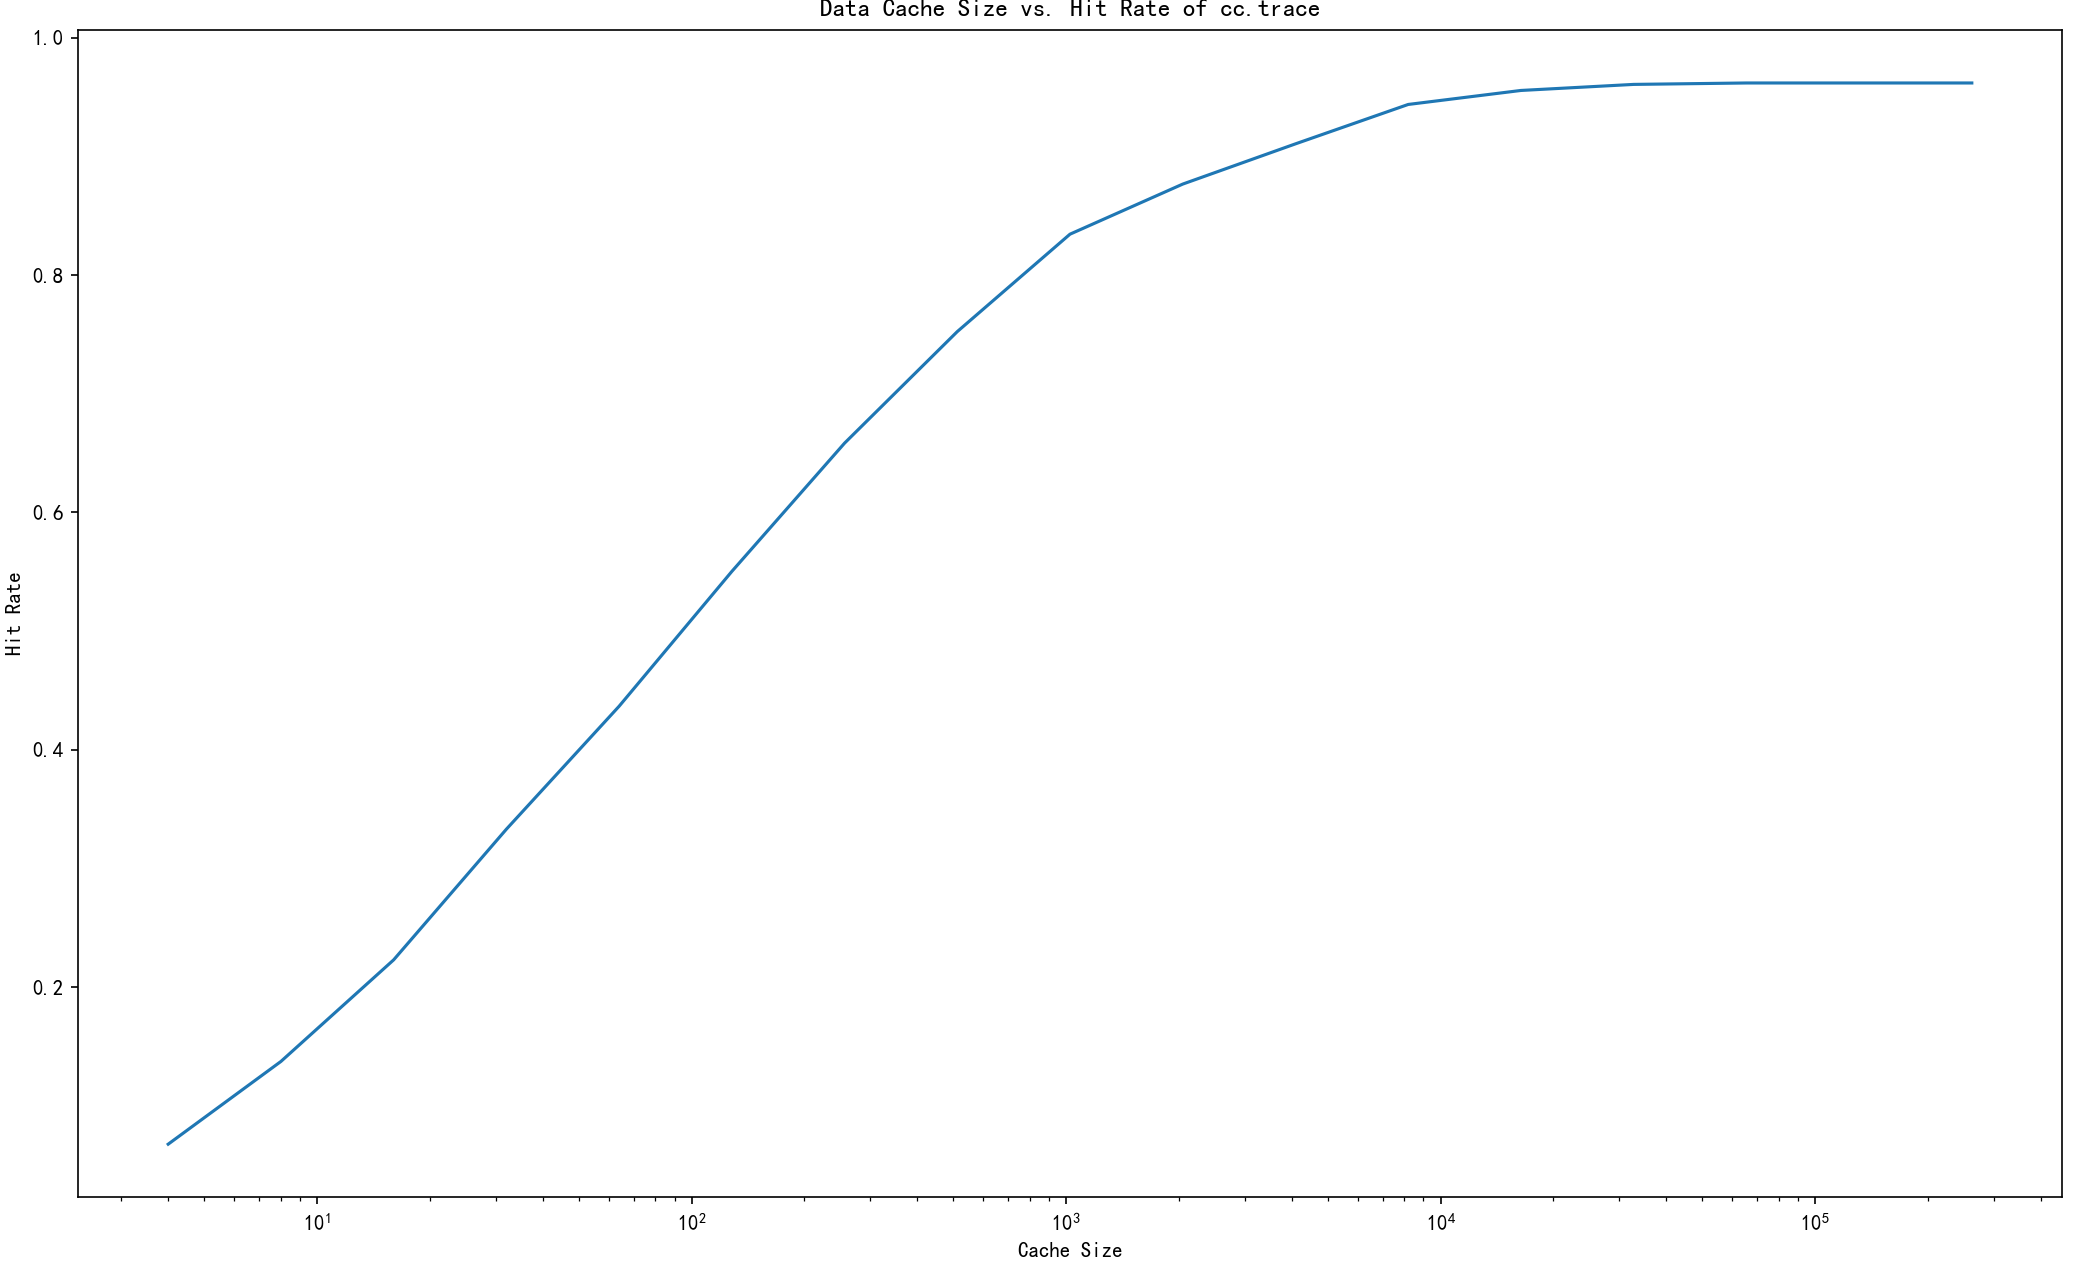 Data Cache Size vs. Hit Rate of cc.trace
1.0
0.8
0.6
0.4
0.2
Hit Rate
10¹ 10² 10³ 10⁴ 10⁵
Cache Size